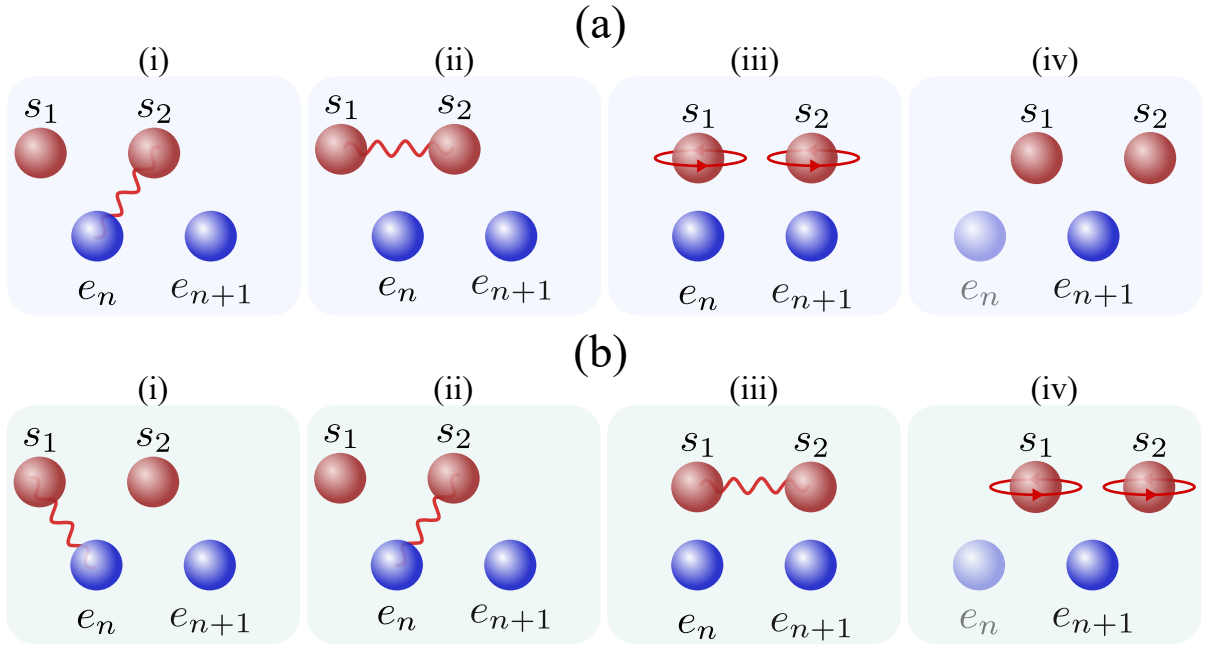 (a)
(i) (ii) (iii) (iv)
s₁ s₂ s₁ s₂ s₁ s₂ s₁ s₂
eₙ eₙ₊₁ eₙ eₙ₊₁ eₙ eₙ₊₁ eₙ eₙ₊₁
(b)
(i) (ii) (iii) (iv)
s₁ s₂ s₁ s₂ s₁ s₂ s₁ s₂
eₙ eₙ₊₁ eₙ eₙ₊₁ eₙ eₙ₊₁ eₙ eₙ₊₁